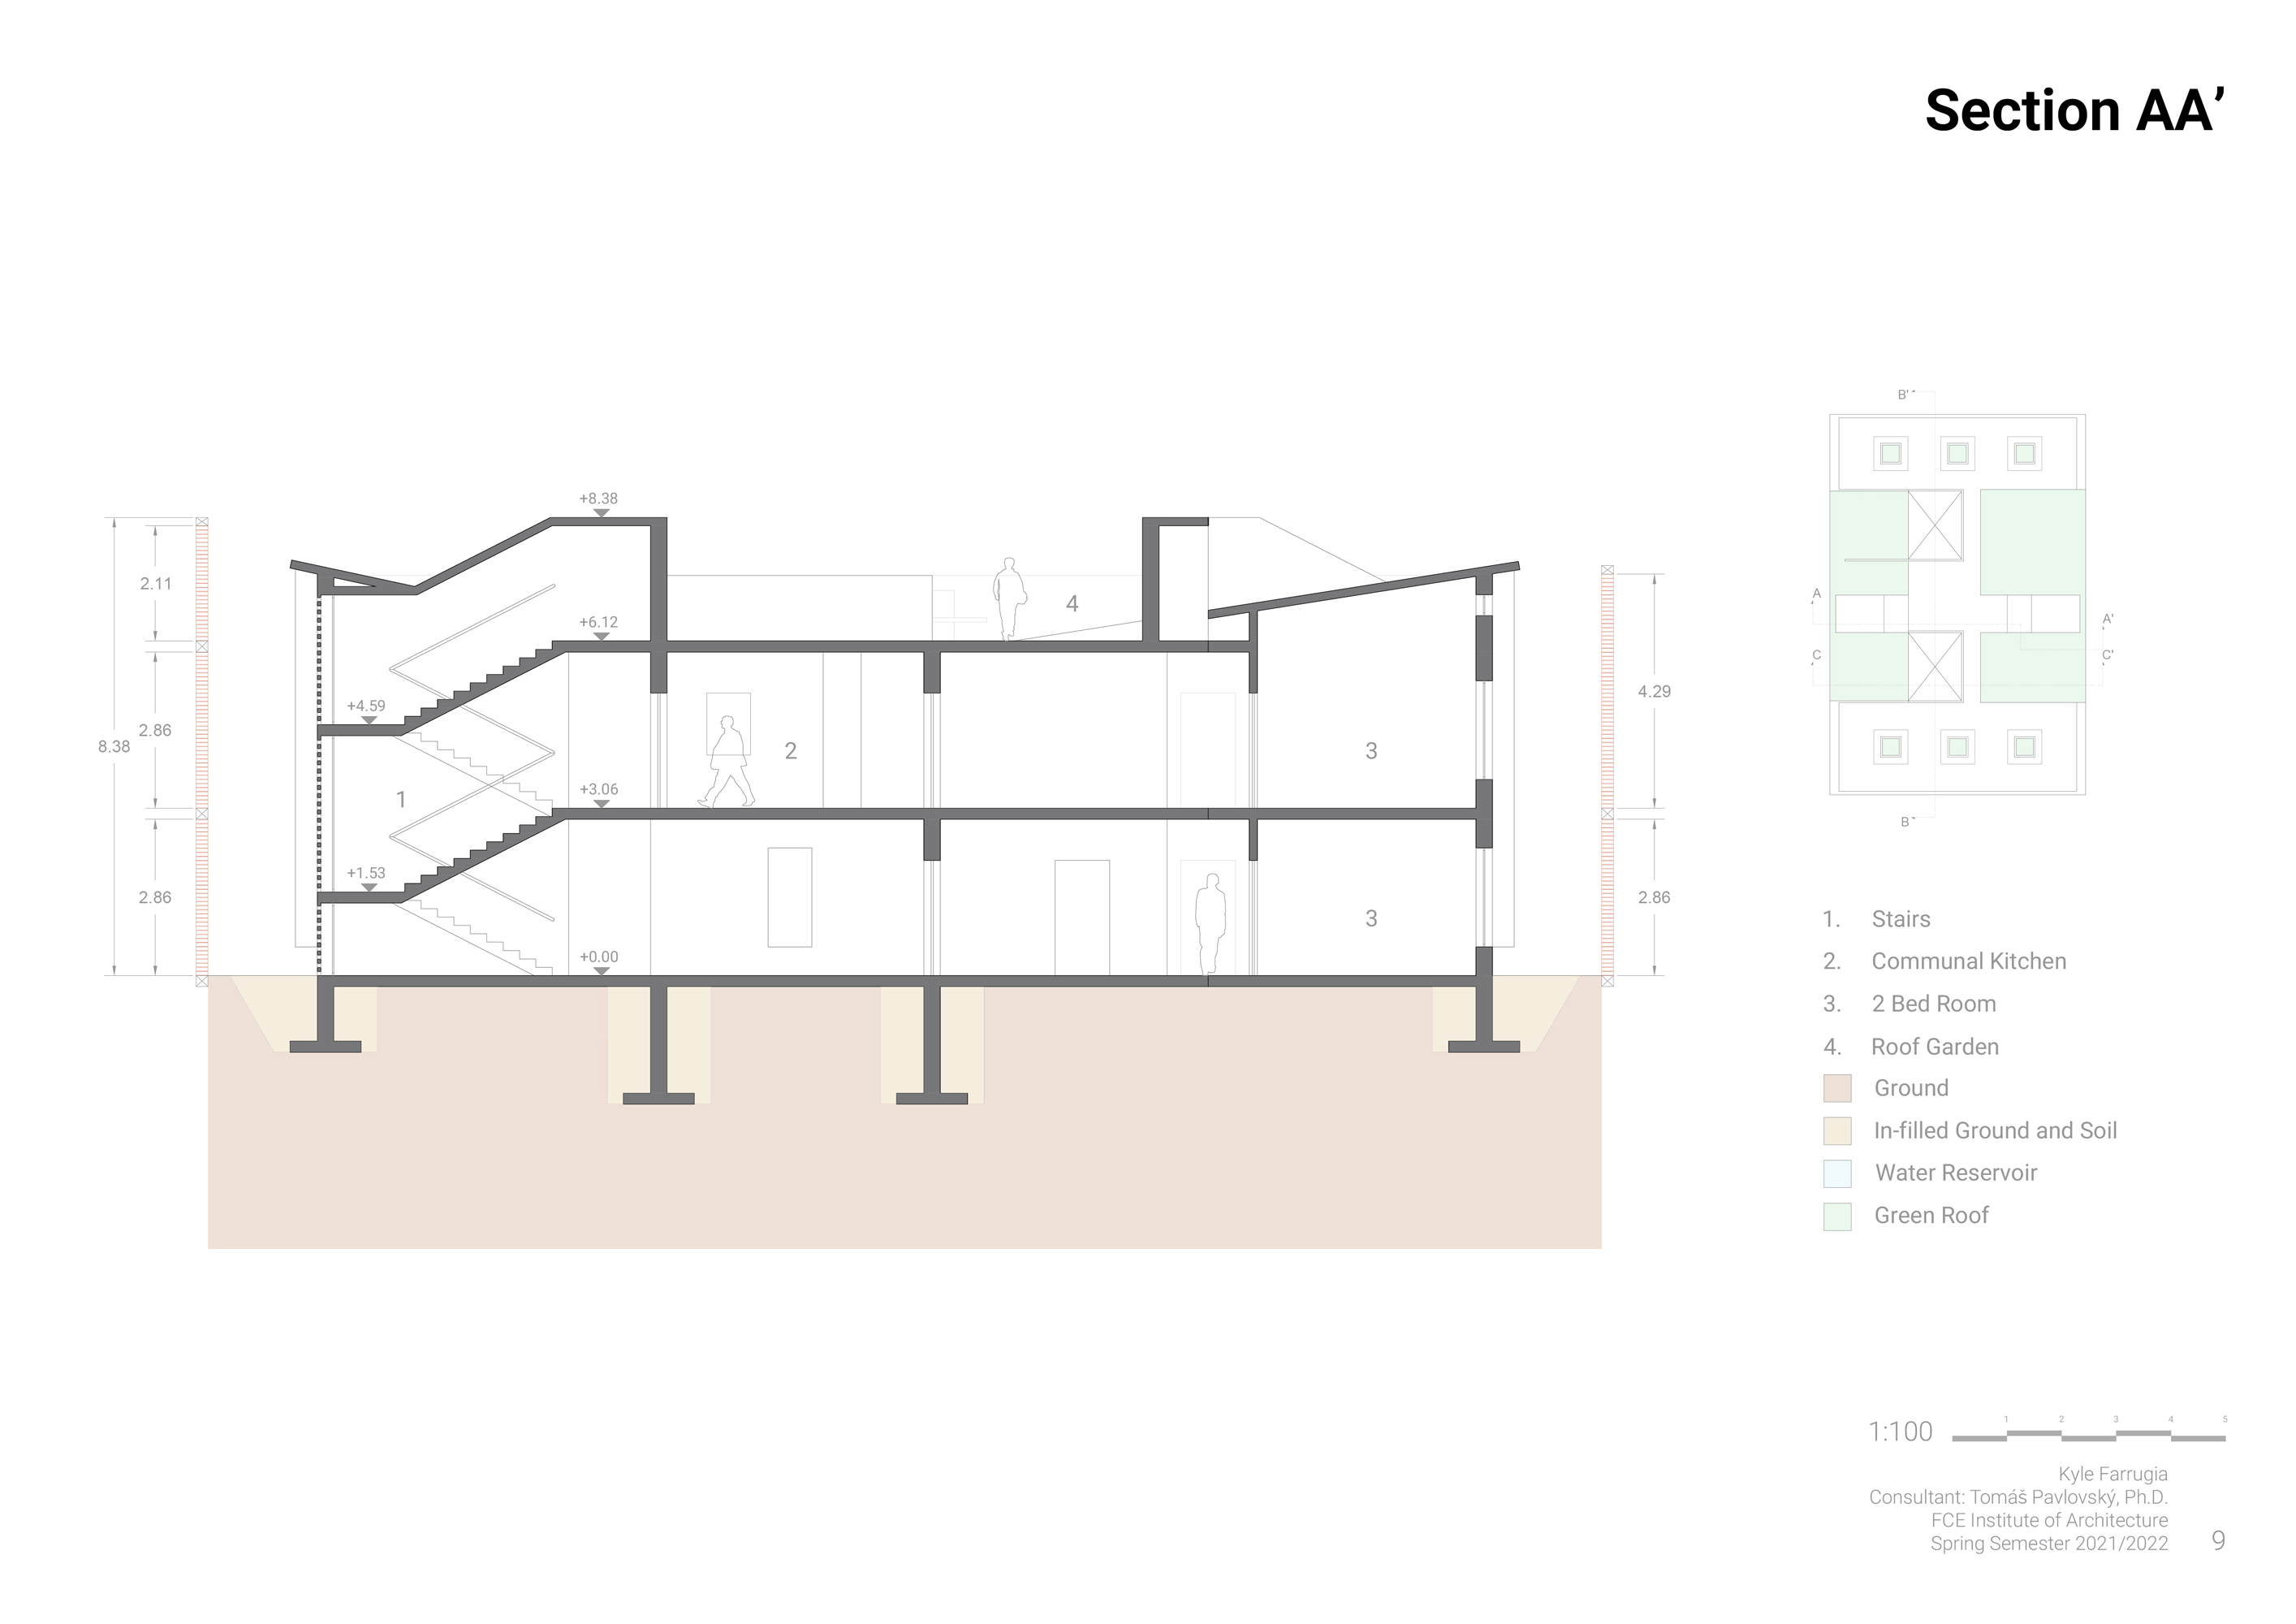 Section AA’
B'
+8.38
2.11
A
4
+6.12
A'
C
C'
4.29
+4.59
2.86
8.38
2
3
+3.06
1
B
+1.53
2.86
2.86
3
1. Stairs
+0.00
2. Communal Kitchen
3. 2 Bed Room
4. Roof Garden
Ground
In-filled Ground and Soil
Water Reservoir
Green Roof
1 2 3 4 5
1:100
Kyle Farrugia
Consultant: Tomáš Pavlovský, Ph.D.
FCE Institute of Architecture
Spring Semester 2021/2022
9